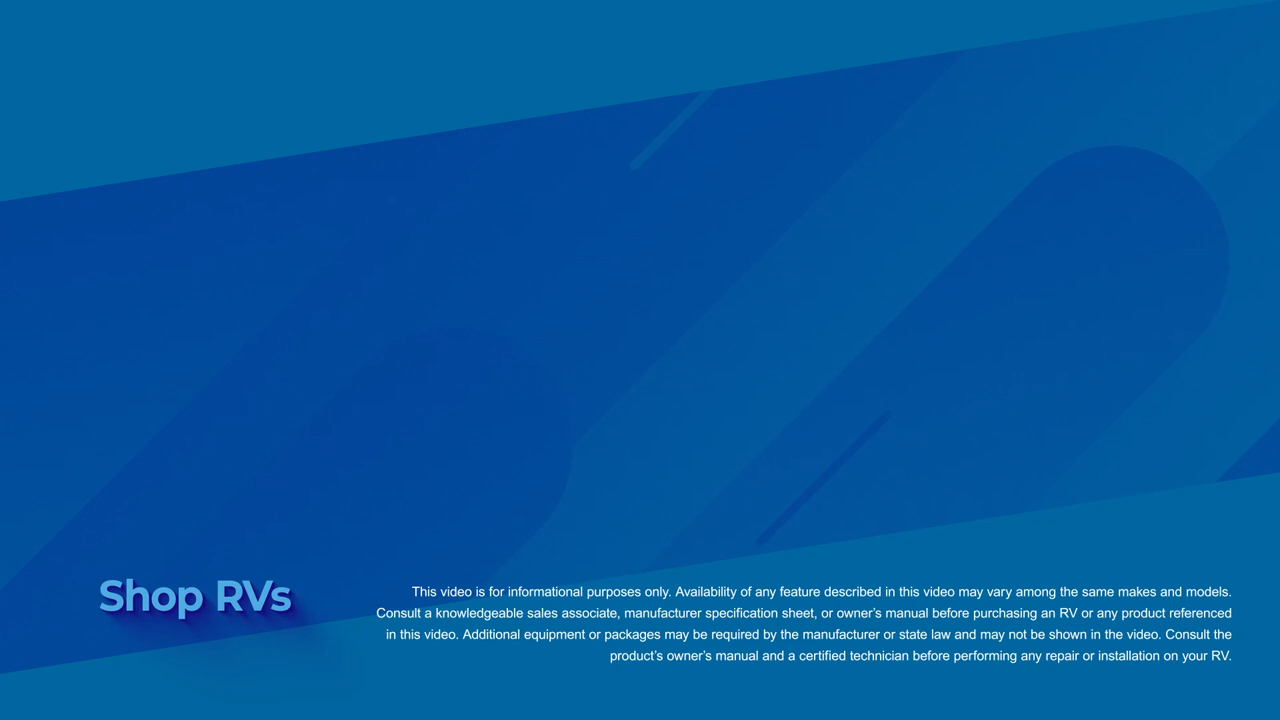 Shop RVs
This video is for informational purposes only. Availability of any feature described in this video may vary among the same makes and models.
Consult a knowledgeable sales associate, manufacturer specification sheet, or owner’s manual before purchasing an RV or any product referenced
in this video. Additional equipment or packages may be required by the manufacturer or state law and may not be shown in the video. Consult the
product’s owner’s manual and a certified technician before performing any repair or installation on your RV.